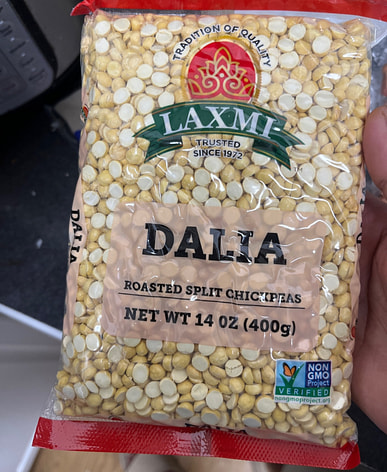 TRADITION OF QUALITY
LAXMI
TRUSTED
SINCE 1972
DALIA
DALIA
ROASTED SPLIT CHICKPEAS
NET WT 14 OZ (400g)
NON
GMO
Project
VERIFIED
nongmoproject.org
DALIA